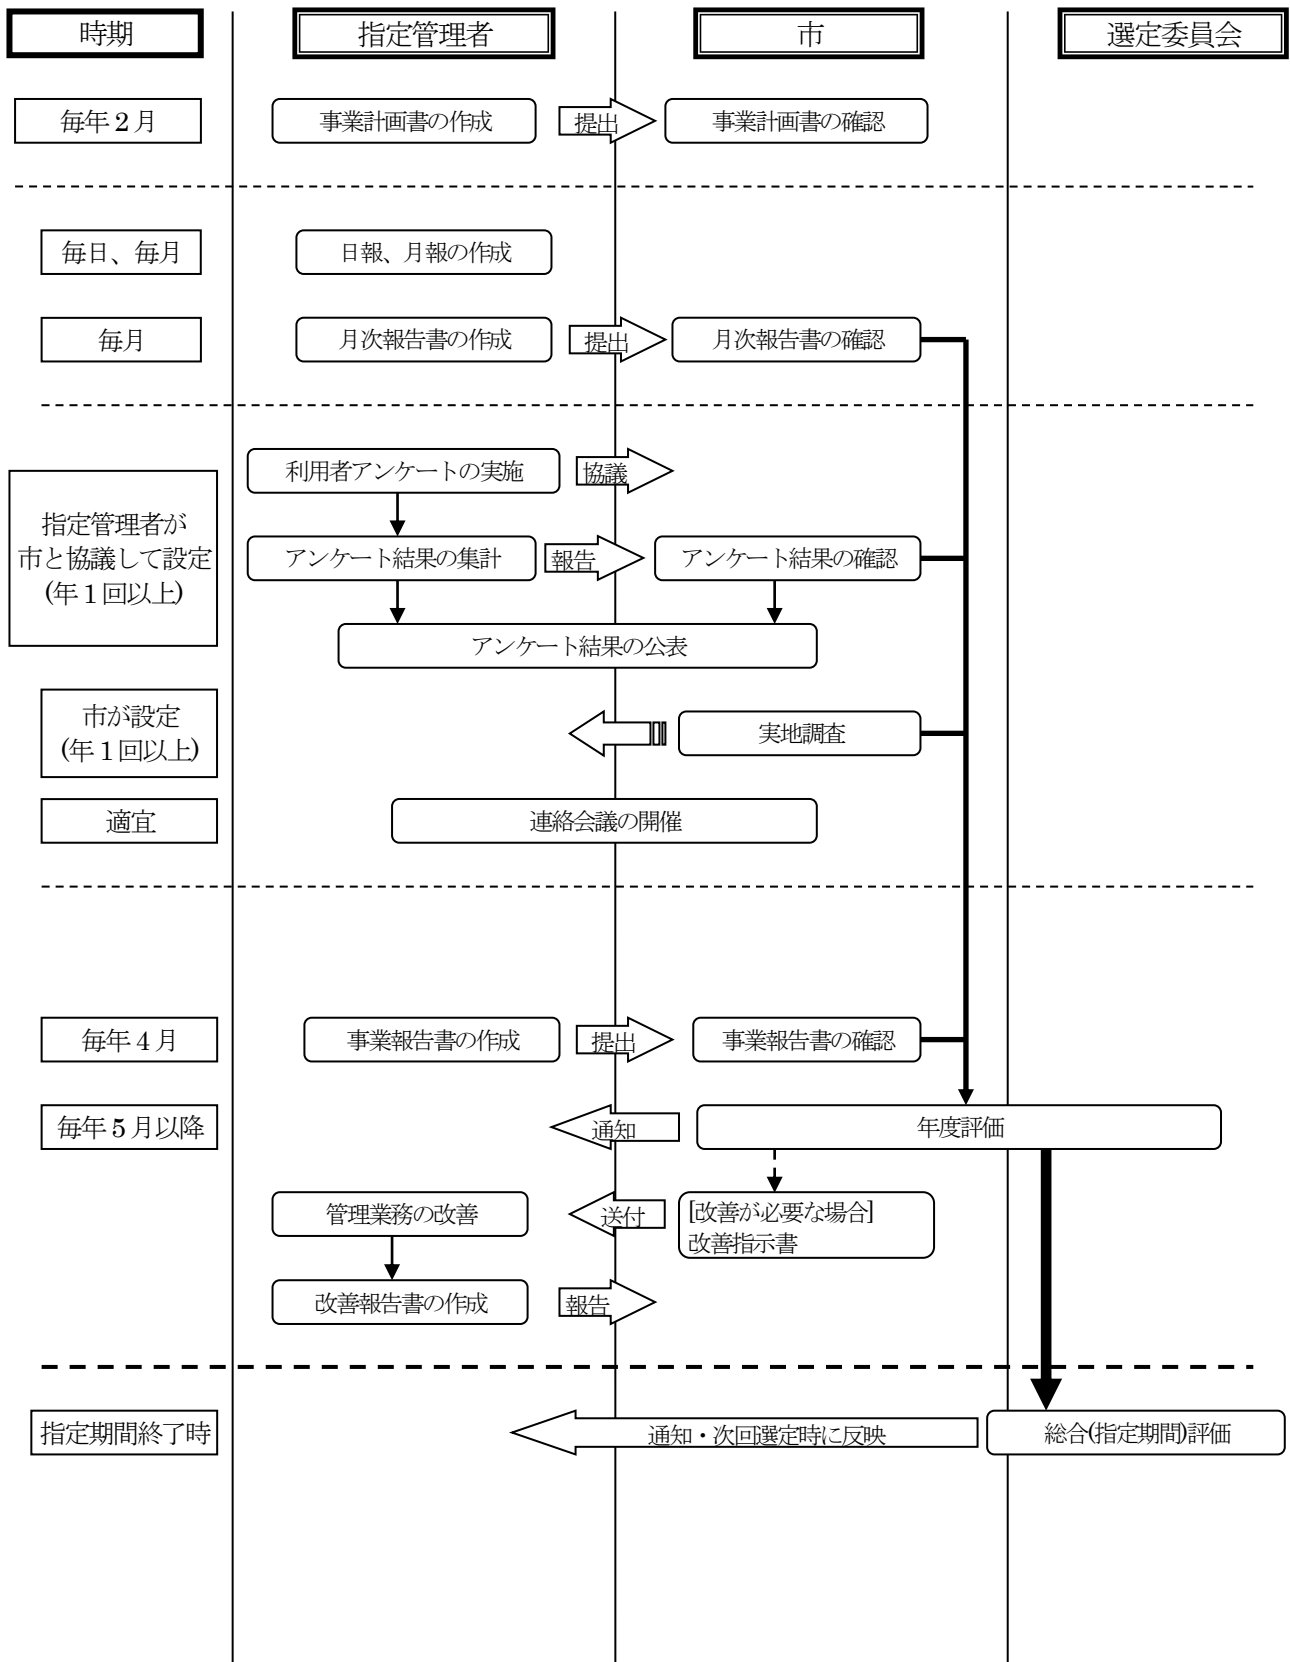 時期
指定管理者
市
選定委員会
毎年２月
事業計画書の作成
提出
事業計画書の確認
毎日、毎月
日報、月報の作成
毎月
月次報告書の作成
提出
月次報告書の確認
指定管理者が
市と協議して設定
(年１回以上)
利用者アンケートの実施
協議
アンケート結果の集計
報告
アンケート結果の確認
アンケート結果の公表
市が設定
(年１回以上)
実地調査
適宜
連絡会議の開催
毎年４月
事業報告書の作成
提出
事業報告書の確認
毎年５月以降
通知
年度評価
管理業務の改善
送付
[改善が必要な場合]
改善指示書
改善報告書の作成
報告
指定期間終了時
通知・次回選定時に反映
総合(指定期間)評価